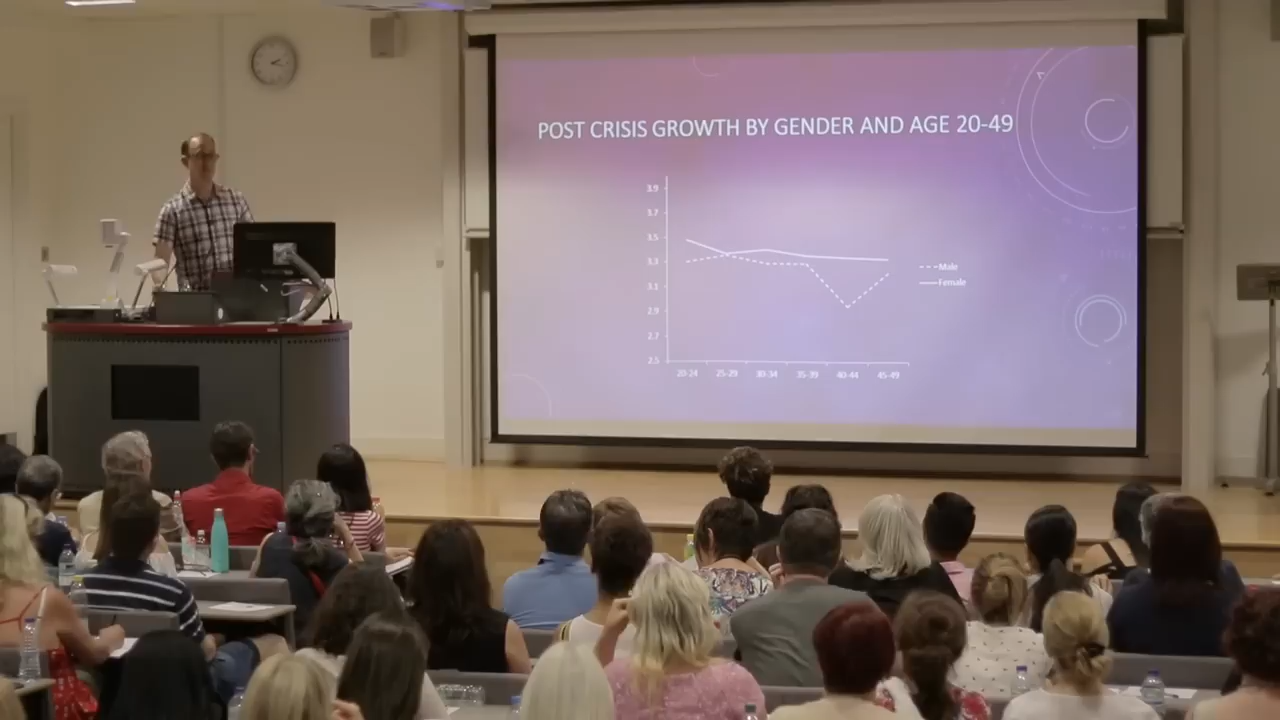 POST CRISIS GROWTH BY GENDER AND AGE 20-49
3.9
3.7
3.5
3.3
3.1
2.9
2.7
2.5
20-24 25-29 30-34 35-39 40-44 45-49
Male
Female